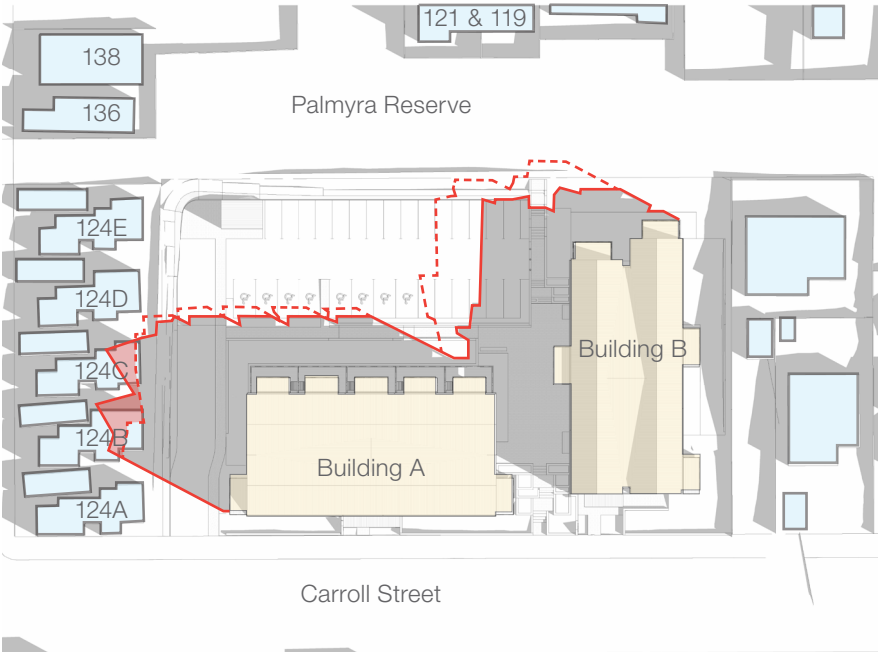 121 & 119
138
136
Palmyra Reserve
124E
124D
124C
Building B
124B
Building A
124A
Carroll Street